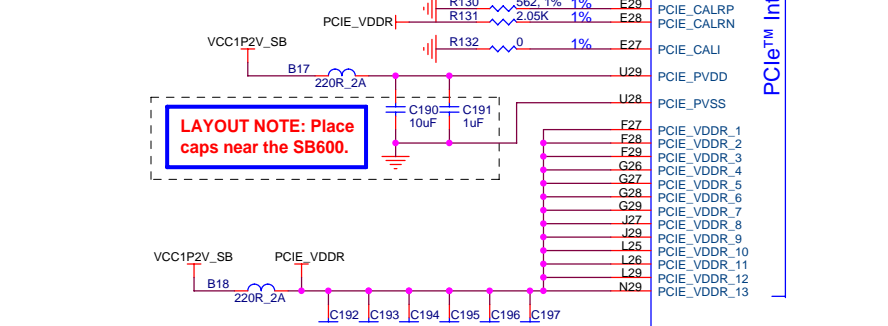 R130 562, 1% 1% E29 PCIE_CALRP
PCIE_VDDR R131 2.05K 1% E28 PCIE_CALRN
VCC1P2V_SB R132 0 1% E27 PCIE_CALI
B17 220R_2A U29 PCIE_PVDD
U28 PCIE_PVSS
C190 10uF C191 1uF
LAYOUT NOTE: Place
caps near the SB600.
F27 PCIE_VDDR_1
F28 PCIE_VDDR_2
F29 PCIE_VDDR_3
G26 PCIE_VDDR_4
G27 PCIE_VDDR_5
G28 PCIE_VDDR_6
G29 PCIE_VDDR_7
J27 PCIE_VDDR_8
J29 PCIE_VDDR_9
L25 PCIE_VDDR_10
L26 PCIE_VDDR_11
L29 PCIE_VDDR_12
N29 PCIE_VDDR_13
VCC1P2V_SB PCIE_VDDR
B18 220R_2A
C192 C193 C194 C195 C196 C197
PCIe™ Int